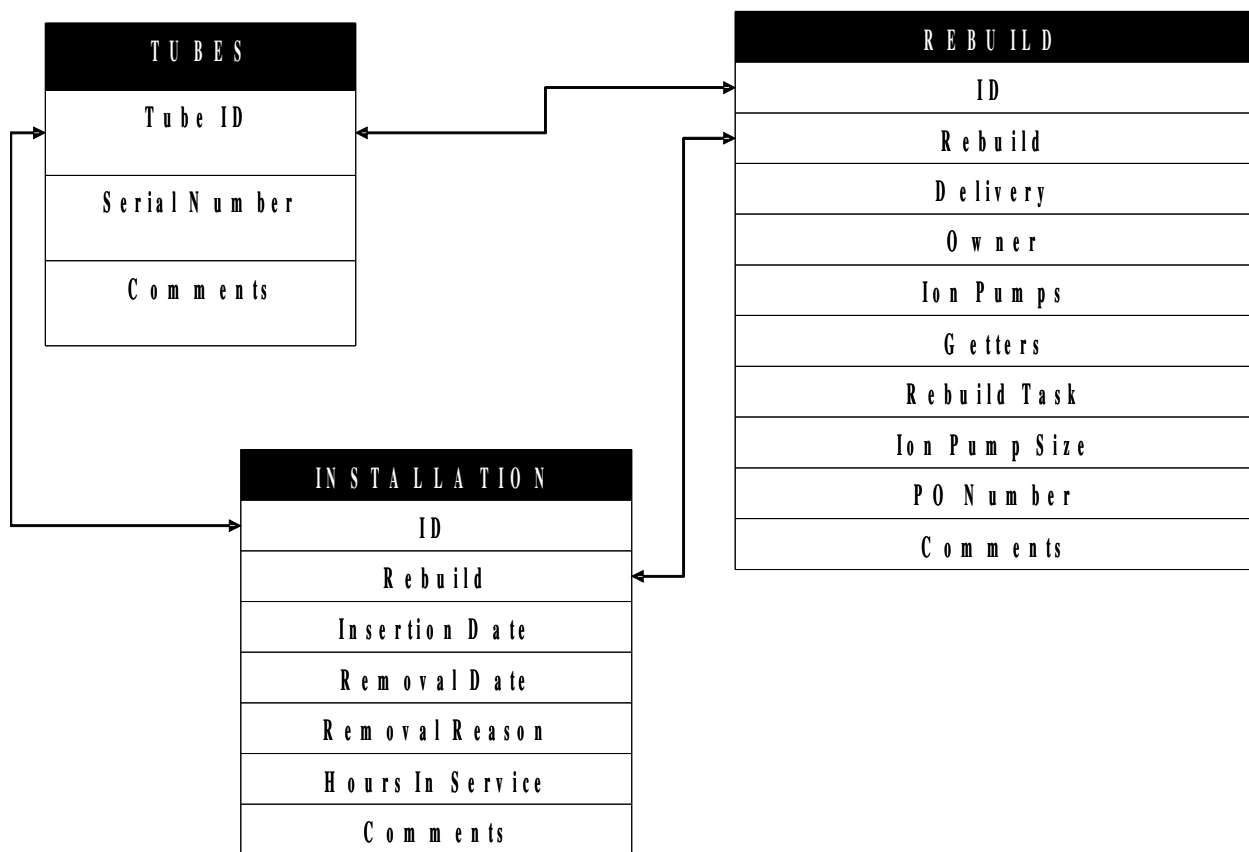 TUBES
Tube ID
Serial Number
Comments
REBUILD
ID
Rebuild
Delivery
Owner
Ion Pumps
Getters
Rebuild Task
Ion Pump Size
PO Number
Comments
INSTALLATION
ID
Rebuild
Insertion Date
Removal Date
Removal Reason
Hours In Service
Comments